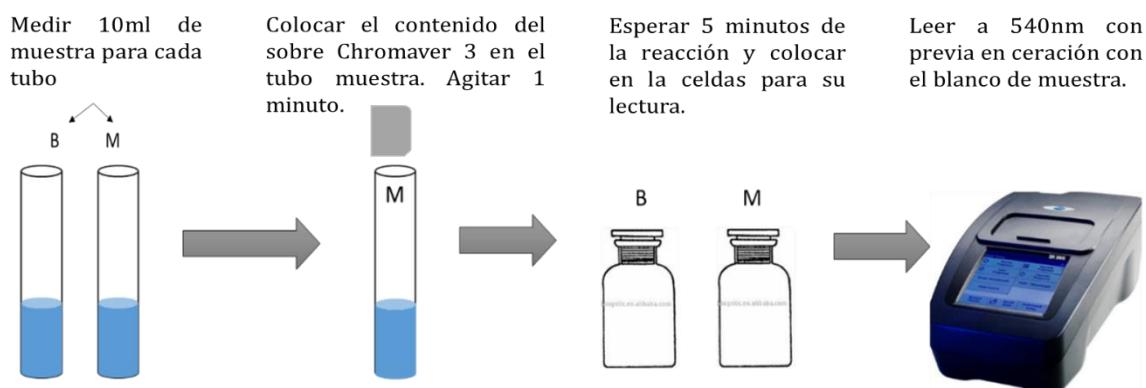 Medir 10ml de
muestra para cada
tubo
Colocar el contenido del
sobre Chromaver 3 en el
tubo muestra. Agitar 1
minuto.
Esperar 5 minutos de
la reacción y colocar
en la celdas para su
lectura.
Leer a 540nm con
previa en ceración con
el blanco de muestra.
B M
M
B M